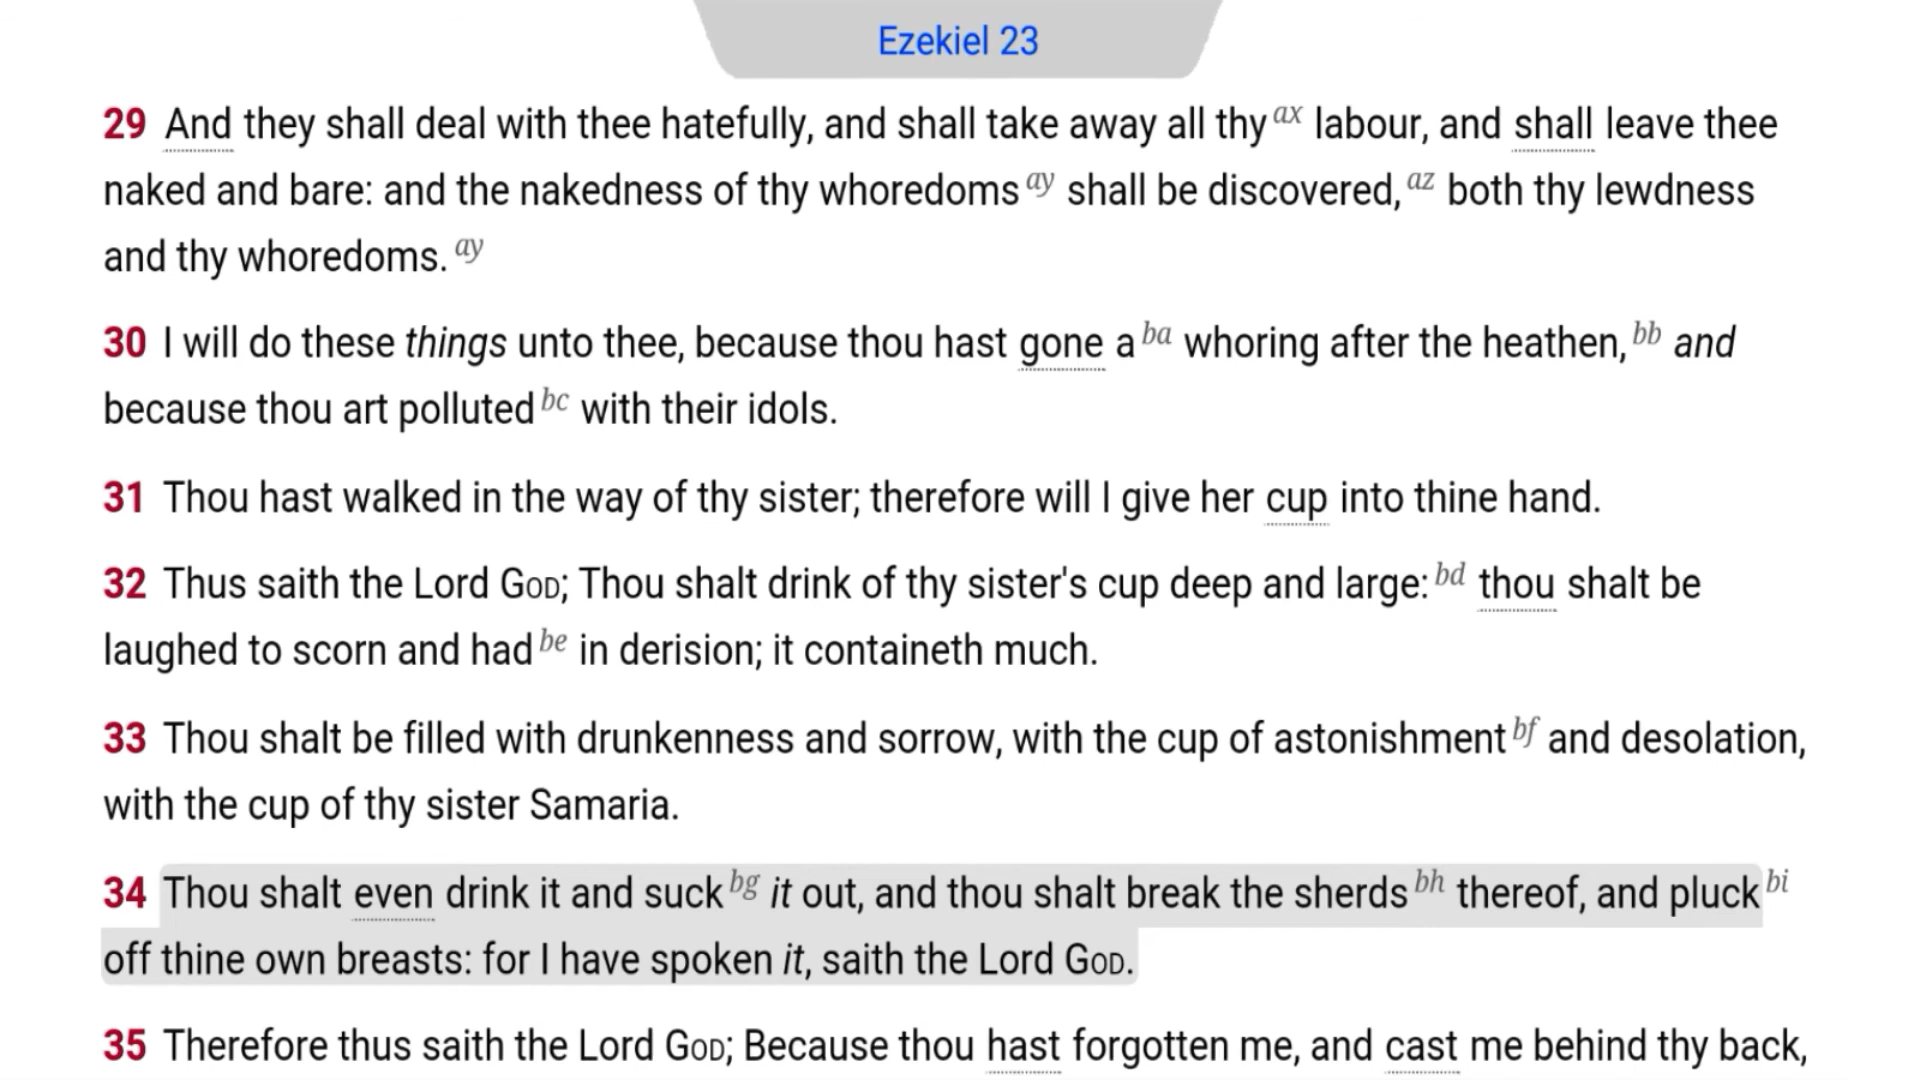 Ezekiel 23
29 And they shall deal with thee hatefully, and shall take away all thy ax labour, and shall leave thee
naked and bare: and the nakedness of thy whoredoms ay shall be discovered, az both thy lewdness
and thy whoredoms. ay
30 I will do these things unto thee, because thou hast gone a ba whoring after the heathen, bb and
because thou art polluted bc with their idols.
31 Thou hast walked in the way of thy sister; therefore will I give her cup into thine hand.
32 Thus saith the Lord GOD; Thou shalt drink of thy sister's cup deep and large: bd thou shalt be
laughed to scorn and had be in derision; it containeth much.
33 Thou shalt be filled with drunkenness and sorrow, with the cup of astonishment bf and desolation,
with the cup of thy sister Samaria.
34 Thou shalt even drink it and suck bg it out, and thou shalt break the sherds bh thereof, and pluck bi
off thine own breasts: for I have spoken it, saith the Lord GOD.
35 Therefore thus saith the Lord GOD; Because thou hast forgotten me, and cast me behind thy back,